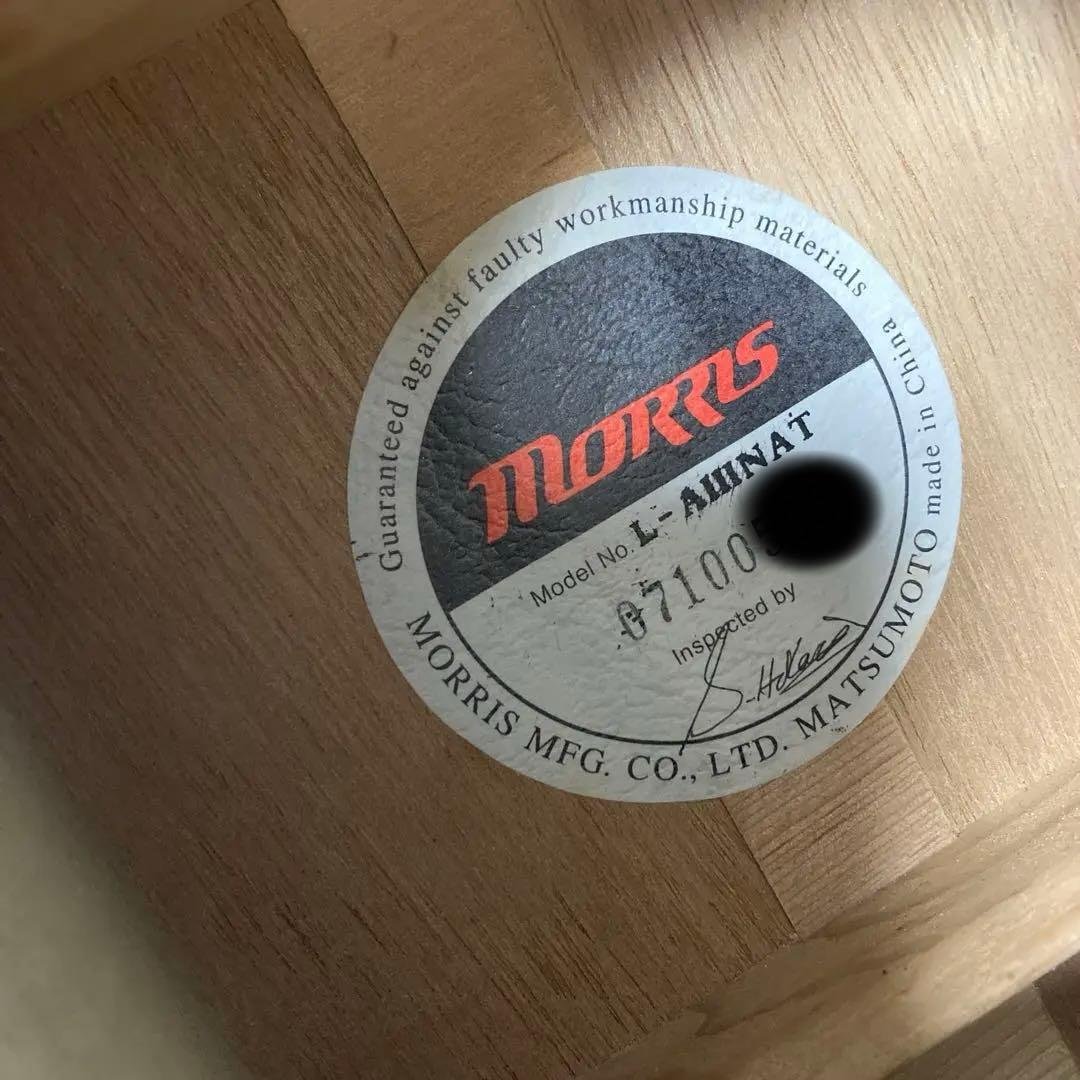 Guaranteed against faulty workmanship materials
MORRIS
Model No. L-AⅢNAT
071005
Inspected by
MORRIS MFG. CO., LTD. MATSUMOTO made in China